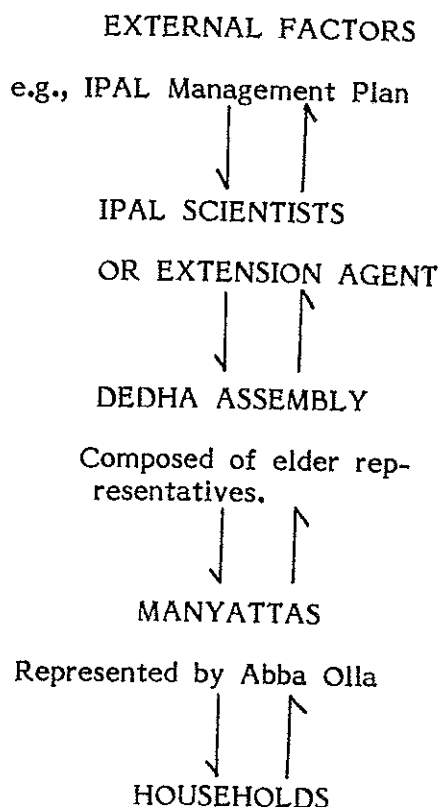 EXTERNAL FACTORS
e.g., IPAL Management Plan
IPAL SCIENTISTS
OR EXTENSION AGENT
DEDHA ASSEMBLY
Composed of elder rep-
resentatives.
MANYATTAS
Represented by Abba Olla
HOUSEHOLDS